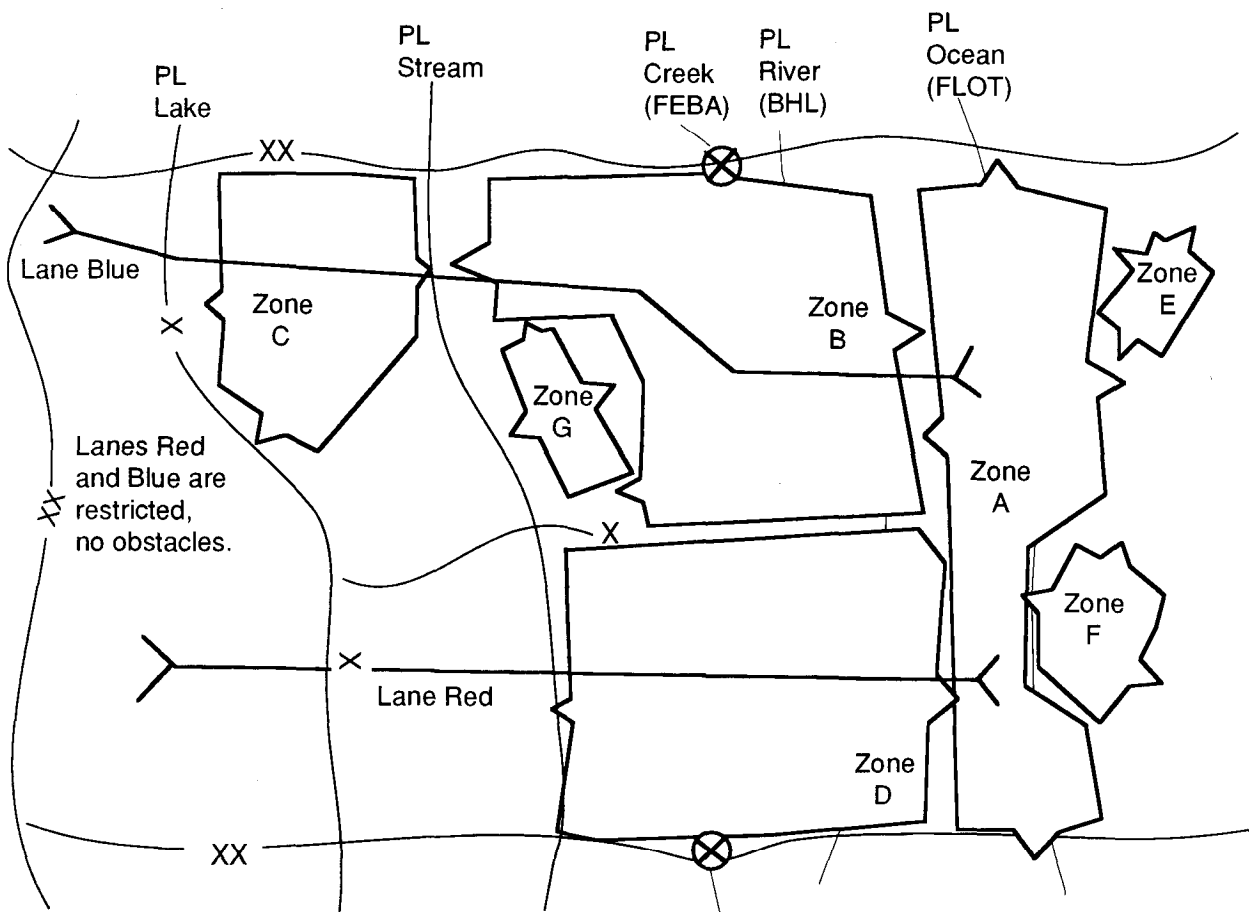 PL
Lake
PL
Stream
PL
Creek
(FEBA)
PL
River
(BHL)
PL
Ocean
(FLOT)
XX
Lane Blue
X
Zone
C
Zone
B
Zone
E
Zone
G
Lanes Red
and Blue are
restricted,
no obstacles.
XX
Zone
A
X
Zone
F
X
Lane Red
Zone
D
XX